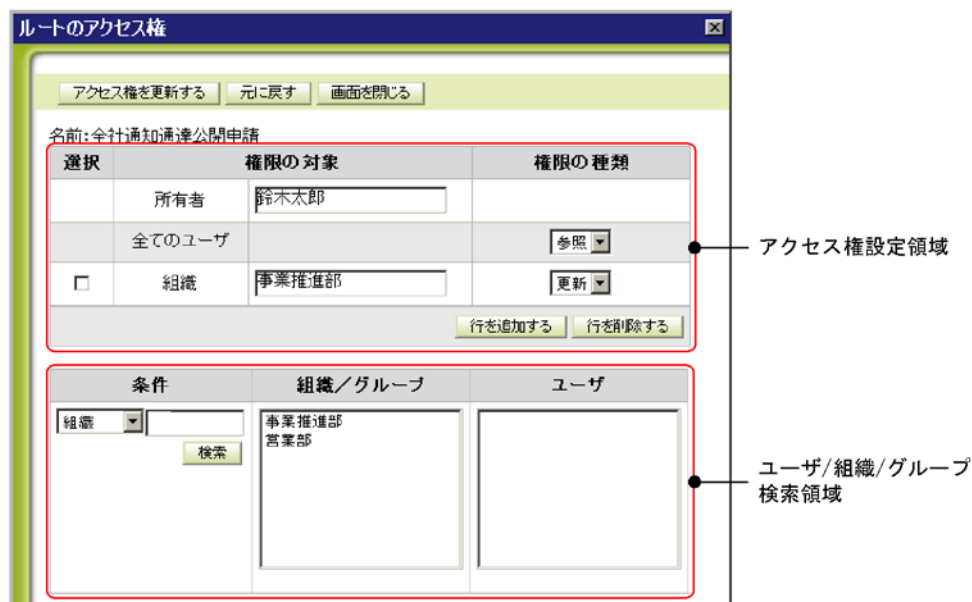 ルートのアクセス権
アクセス権を更新する 元に戻す 画面を閉じる
名前:全社通知通達公開申請
選択 権限の対象 権限の種類
所有者 鈴木太郎
全てのユーザ 参照
アクセス権設定領域
組織 事業推進部 更新
行を追加する 行を削除する
条件 組織/グループ ユーザ
組織 事業推進部
営業部
検索
ユーザ/組織/グループ
検索領域